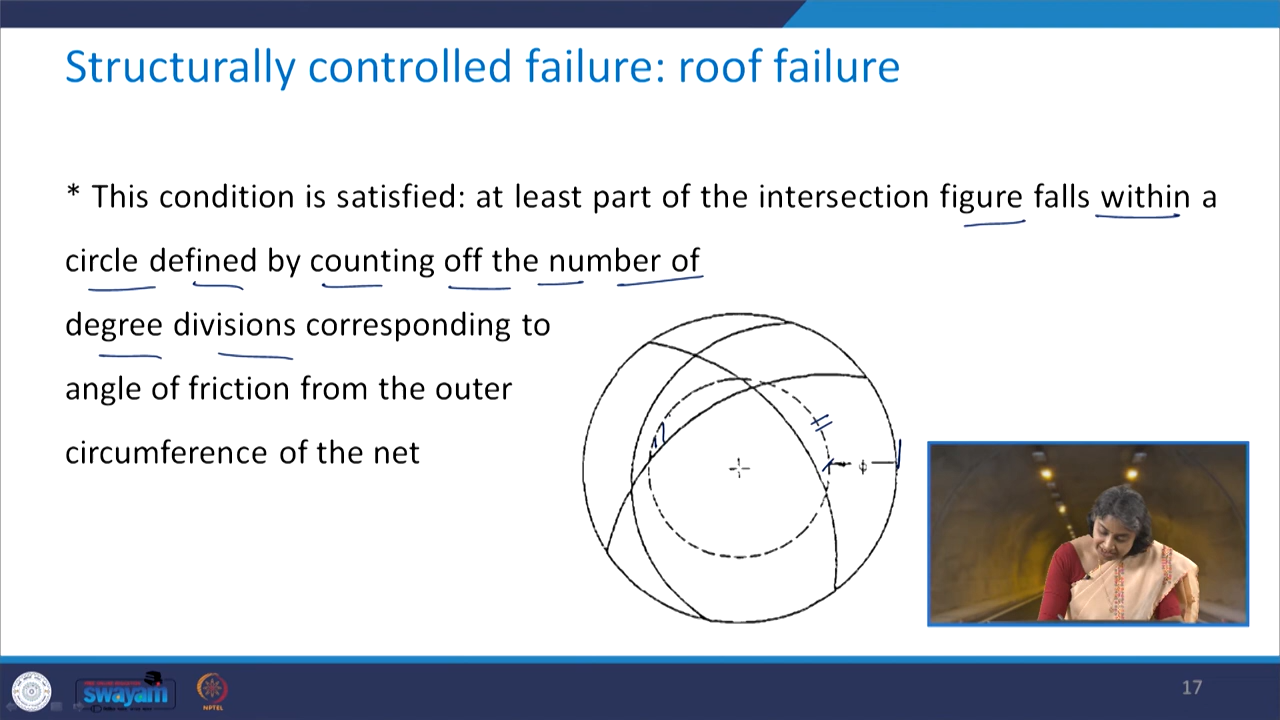 Structurally controlled failure: roof failure
* This condition is satisfied: at least part of the intersection figure falls within a
circle defined by counting off the number of
degree divisions corresponding to
angle of friction from the outer
circumference of the net
ϕ
swayam
NPTEL
17